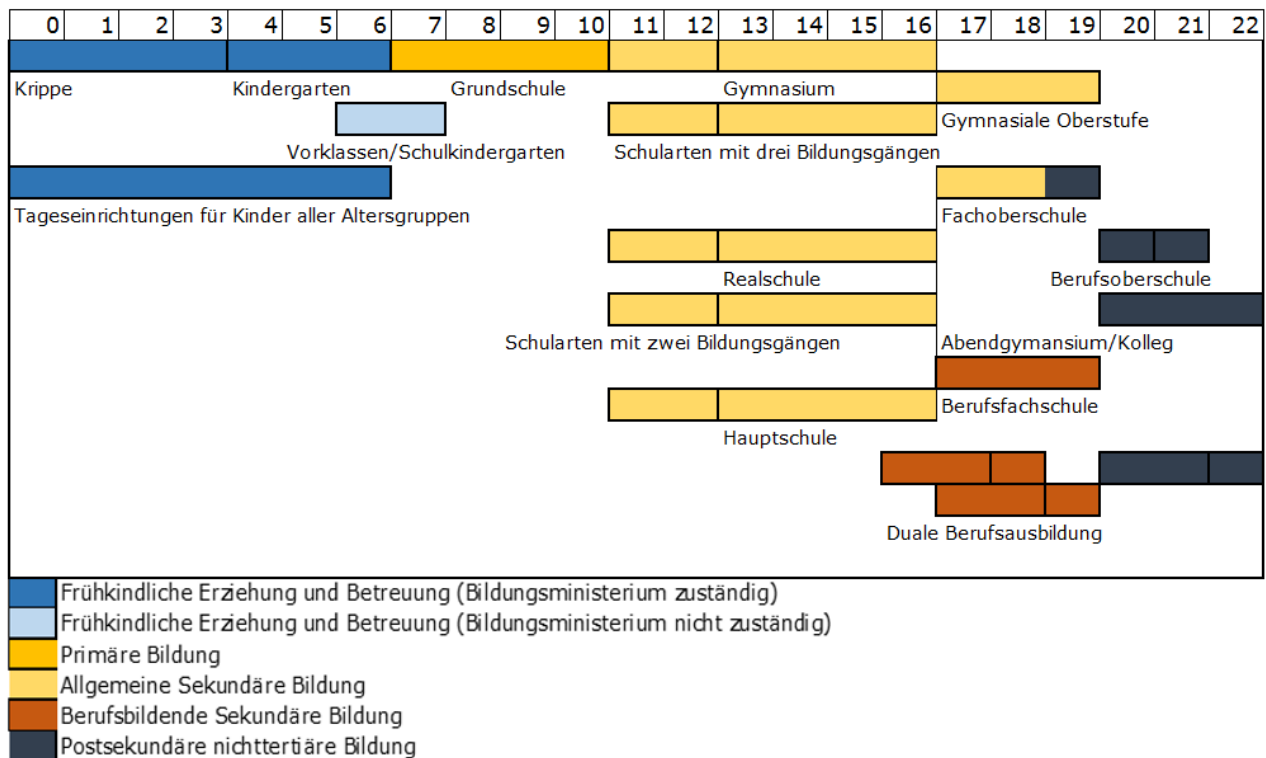 0 1 2 3 4 5 6 7 8 9 10 11 12 13 14 15 16 17 18 19 20 21 22
Krippe Kindergarten Grundschule Gymnasium
Gymnasiale Oberstufe
Vorklassen/Schulkindergarten Schularten mit drei Bildungsgängen
Tageseinrichtungen für Kinder aller Altersgruppen Fachoberschule
Realschule Berufsoberschule
Schularten mit zwei Bildungsgängen Abendgymansium/Kolleg
Berufsfachschule
Hauptschule
Duale Berufsausbildung
Frühkindliche Erziehung und Betreuung (Bildungsministerium zuständig)
Frühkindliche Erziehung und Betreuung (Bildungsministerium nicht zuständig)
Primäre Bildung
Allgemeine Sekundäre Bildung
Berufsbildende Sekundäre Bildung
Postsekundäre nichttertiäre Bildung